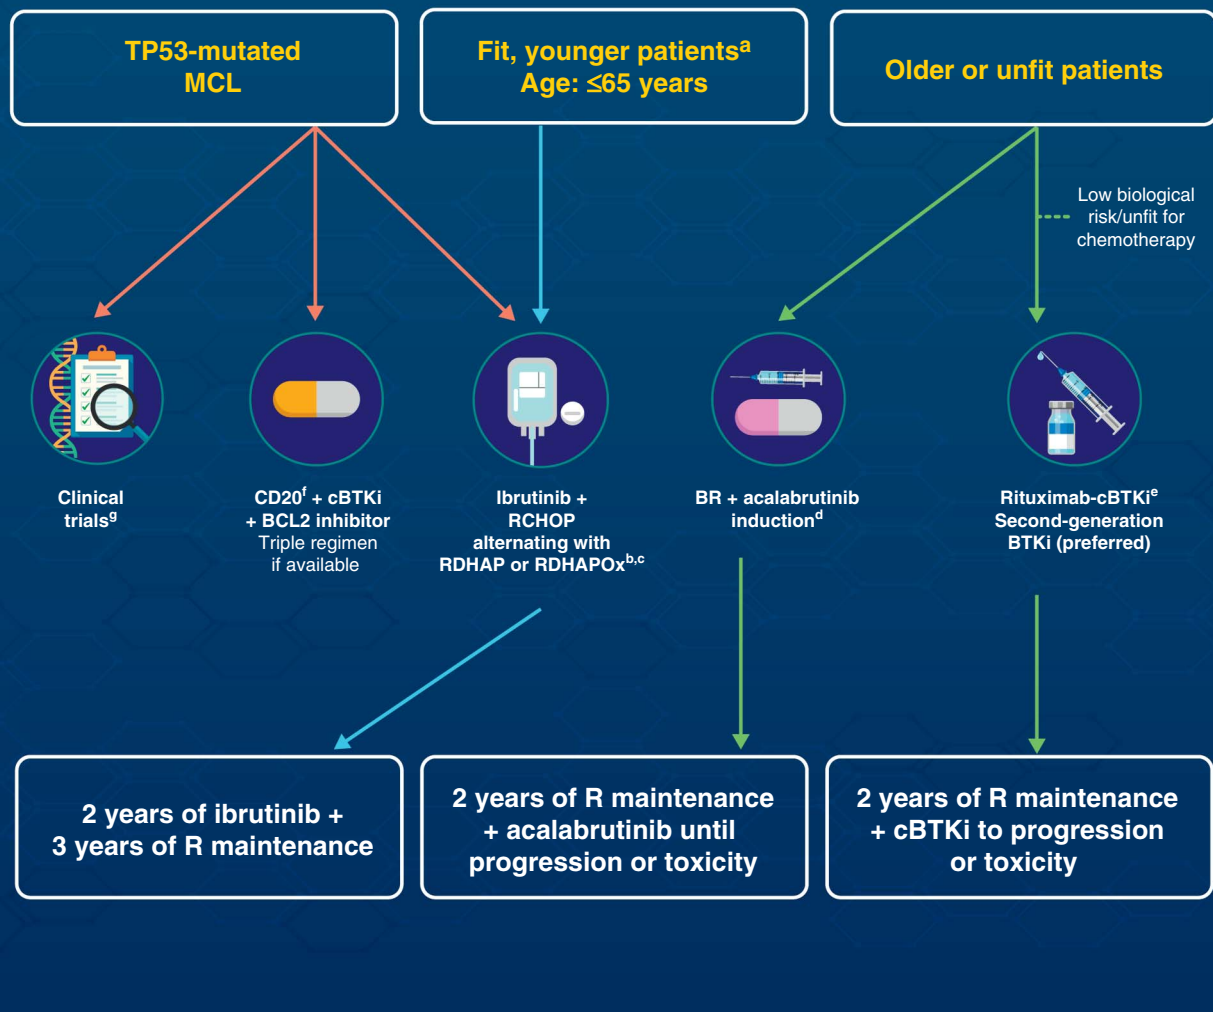 TP53-mutated
MCL
Fit, younger patientsᵃ
Age: ≤65 years
Older or unfit patients
Low biological
risk/unfit for
chemotherapy
Clinical
trialsᵍ
CD20ᶠ + cBTKi
+ BCL2 inhibitor
Triple regimen
if available
Ibrutinib +
RCHOP
alternating with
RDHAP or RDHAPOxᵇ,ᶜ
BR + acalabrutinib
inductionᵈ
Rituximab-cBTKiᵉ
Second-generation
BTKi (preferred)
2 years of ibrutinib +
3 years of R maintenance
2 years of R maintenance
+ acalabrutinib until
progression or toxicity
2 years of R maintenance
+ cBTKi to progression
or toxicity